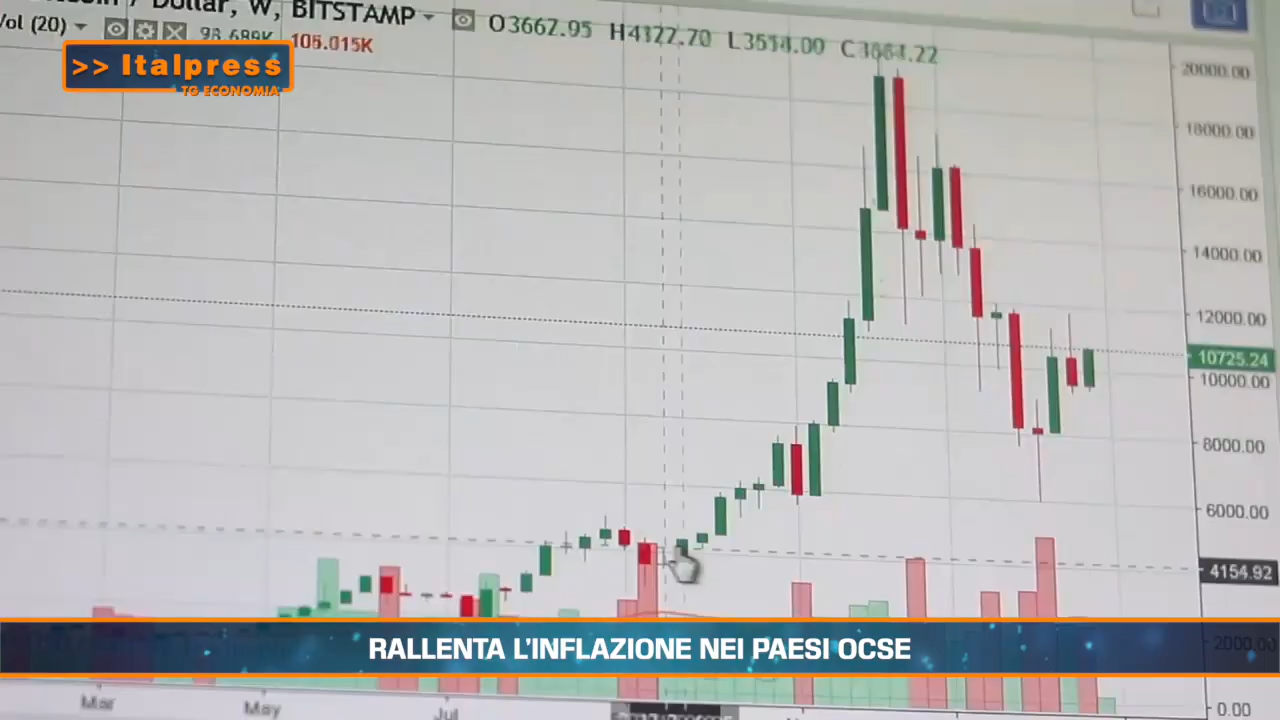 Dollar, W, BITSTAMP
O3662.95 H4122.70 L3514.00
Vol (20) 105.015K
>> Italpress
TG ECONOMIA
20000.00
18000.00
16000.00
14000.00
12000.00
10725.24
10000.00
8000.00
6000.00
4154.92
RALLENTA L'INFLAZIONE NEI PAESI OCSE
2000.00
0.00
Mar May Jul